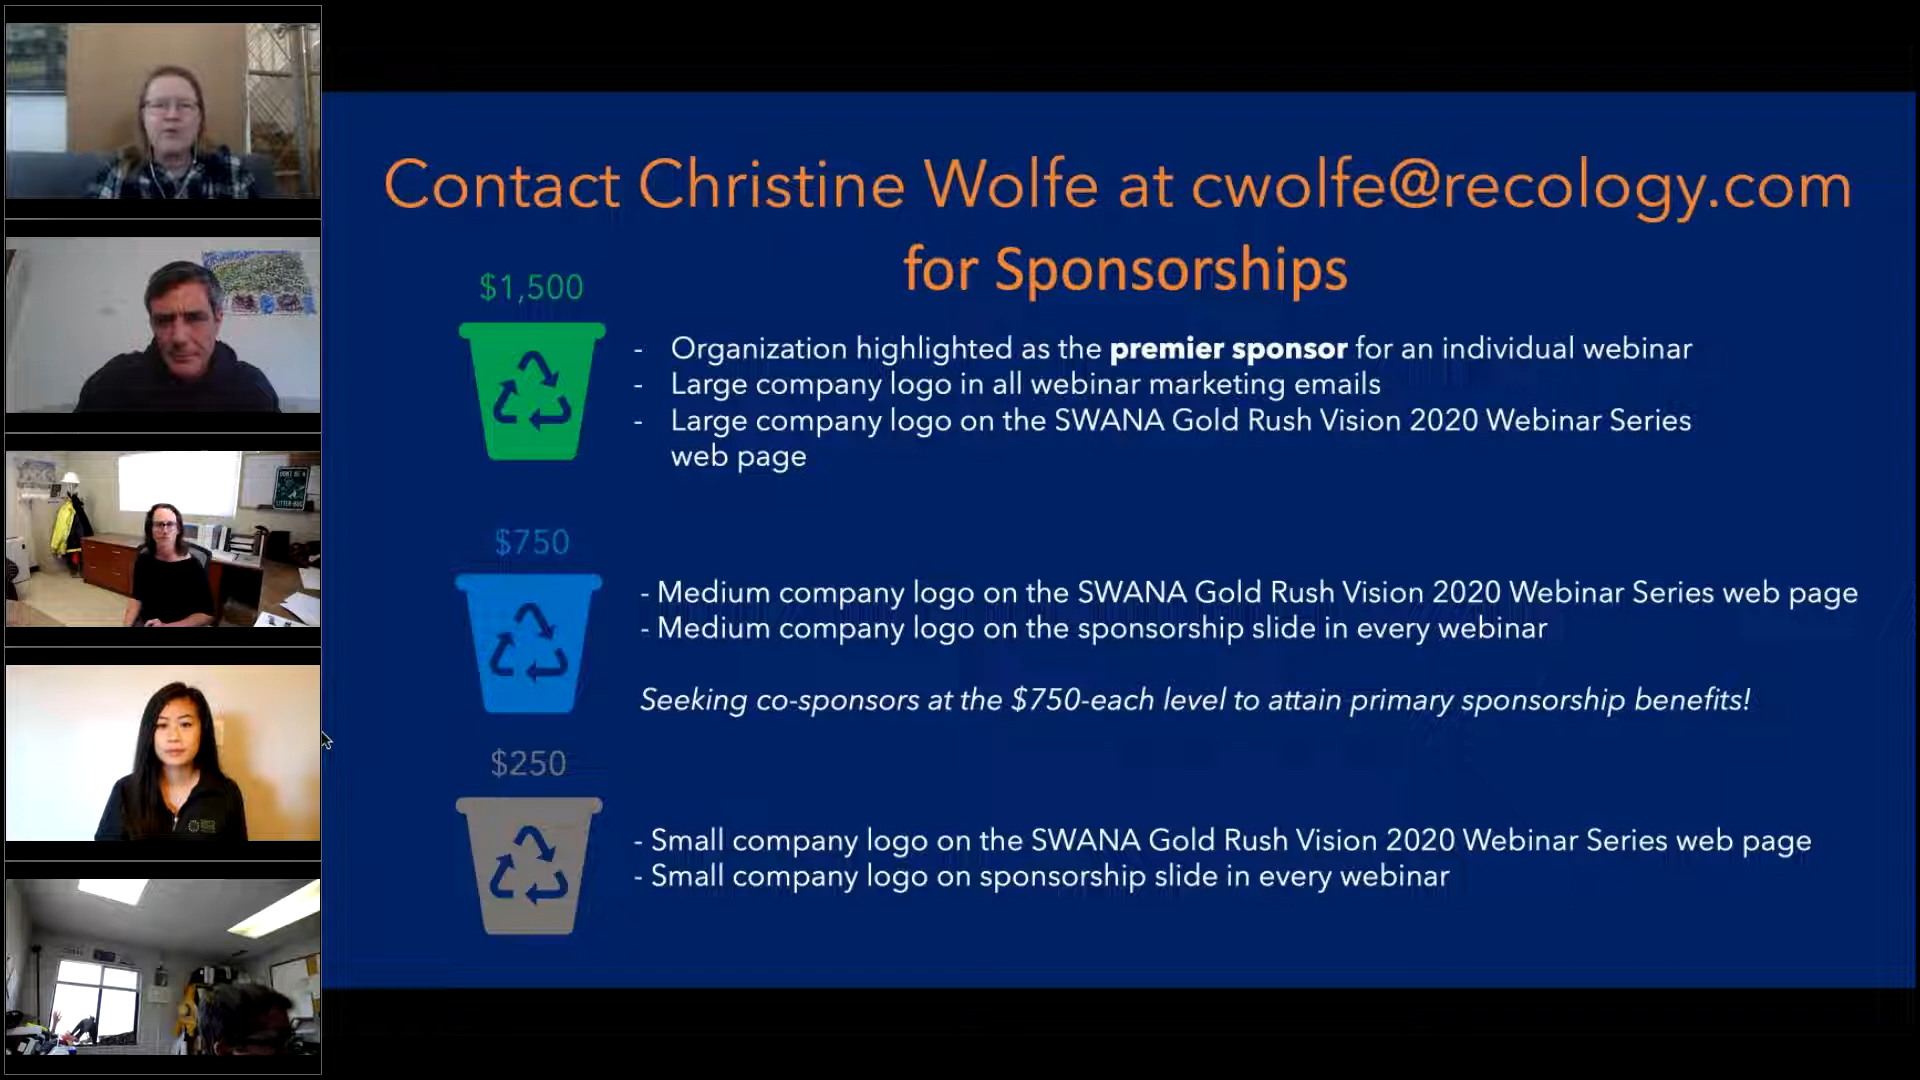 Contact Christine Wolfe at cwolfe@recology.com
for Sponsorships
$1,500
- Organization highlighted as the premier sponsor for an individual webinar
- Large company logo in all webinar marketing emails
- Large company logo on the SWANA Gold Rush Vision 2020 Webinar Series
web page
$750
- Medium company logo on the SWANA Gold Rush Vision 2020 Webinar Series web page
- Medium company logo on the sponsorship slide in every webinar
Seeking co-sponsors at the $750-each level to attain primary sponsorship benefits!
$250
- Small company logo on the SWANA Gold Rush Vision 2020 Webinar Series web page
- Small company logo on sponsorship slide in every webinar
DON'T BE A
LITTER-BUG